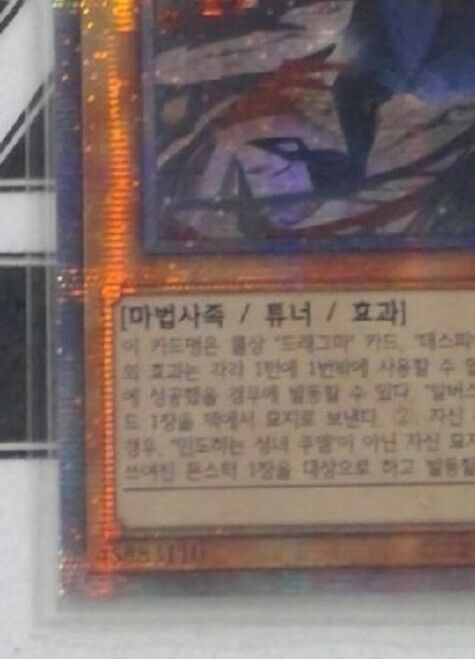 [마법사족 / 튜너 / 효과]
이 카드명은 룰상 "드래그마" 카드, "데스피
의 효과는 각각 1턴에 1번밖에 사용할 수 없
에 성공했을 경우에 발동할 수 있다. "알버스
드 1장을 덱에서 묘지로 보낸다. ②: 자신
경우, "인도하는 성녀 쿠엠"이 아닌 자신 묘지
쓰여진 몬스터 1장을 대상으로 하고 발동할